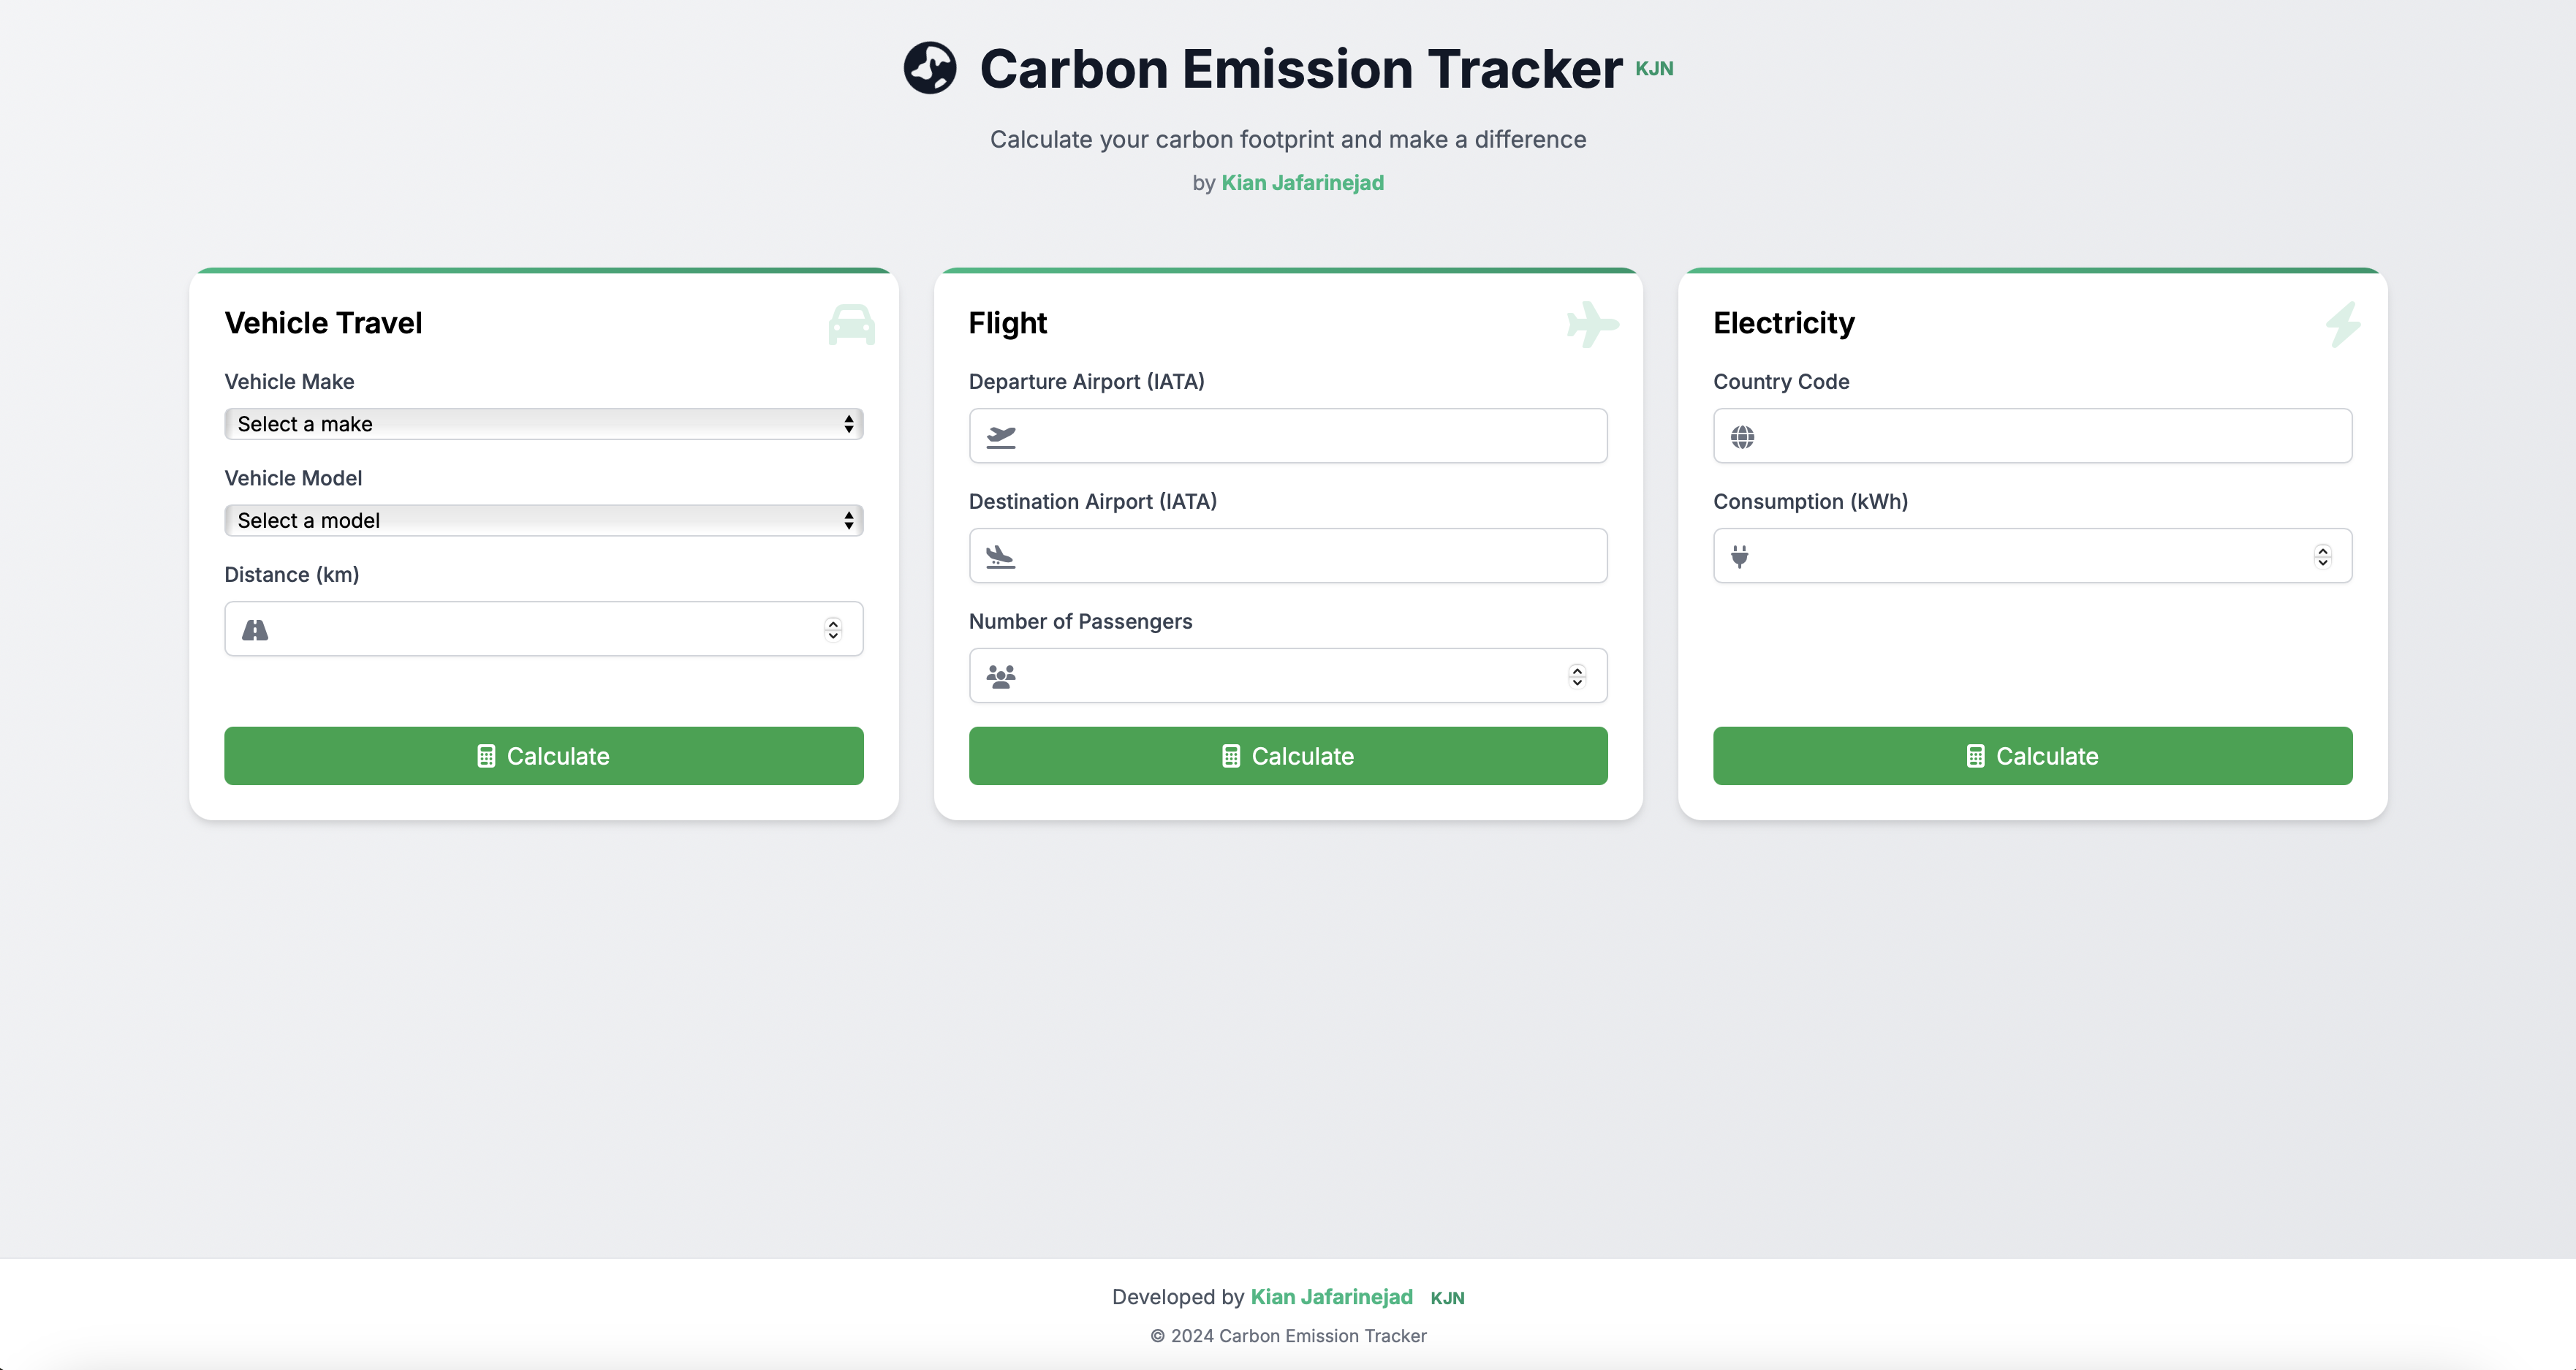 Carbon Emission Tracker KJN
Calculate your carbon footprint and make a difference
by Kian Jafarinejad
Vehicle Travel
Vehicle Make
Select a make
Vehicle Model
Select a model
Distance (km)
Calculate
Flight
Departure Airport (IATA)
Destination Airport (IATA)
Number of Passengers
Calculate
Electricity
Country Code
Consumption (kWh)
Calculate
Developed by Kian Jafarinejad KJN
© 2024 Carbon Emission Tracker